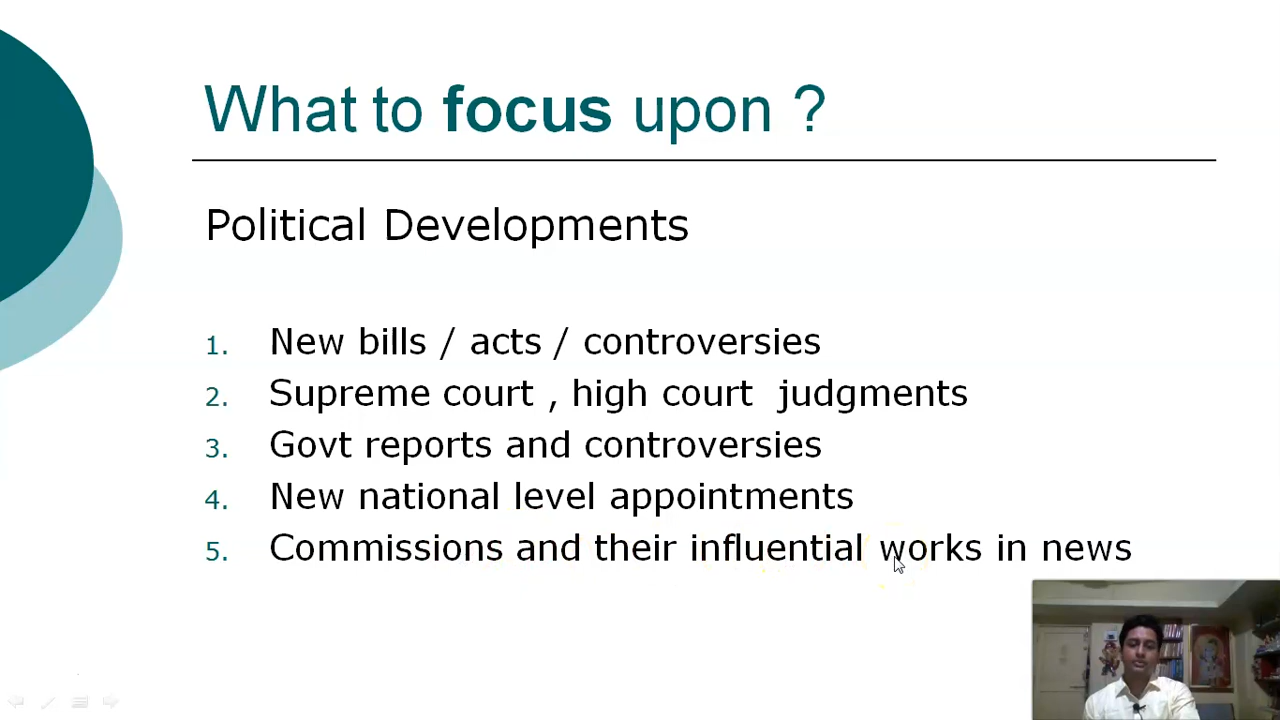 What to focus upon ?
Political Developments
1. New bills / acts / controversies
2. Supreme court , high court judgments
3. Govt reports and controversies
4. New national level appointments
5. Commissions and their influential works in news